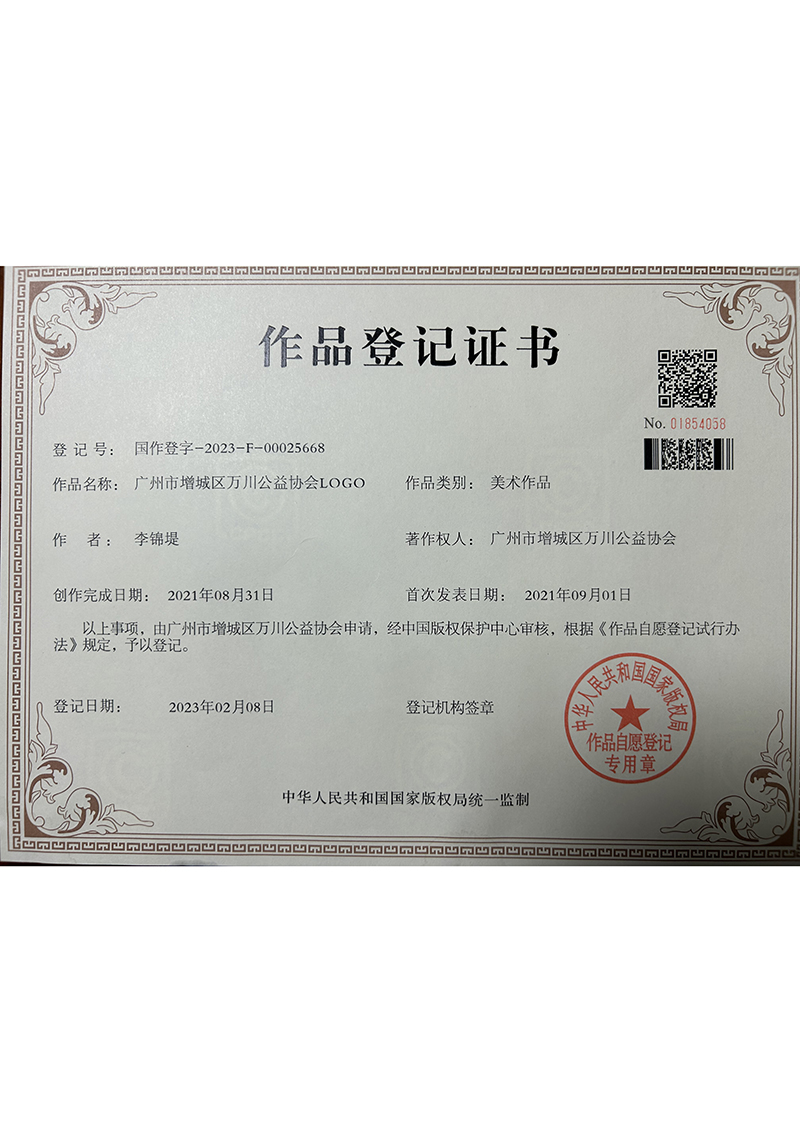 作品登记证书
No. 01854058
登 记 号： 国作登字-2023-F-00025668
作品名称： 广州市增城区万川公益协会LOGO 作品类别： 美术作品
作 者： 李锦堤 著作权人： 广州市增城区万川公益协会
创作完成日期： 2021年08月31日 首次发表日期： 2021年09月01日
以上事项，由广州市增城区万川公益协会申请，经中国版权保护中心审核，根据《作品自愿登记试行办
法》规定，予以登记。
登记日期： 2023年02月08日 登记机构签章
中华人民共和国国家版权局
作品自愿登记
专用章
中华人民共和国国家版权局统一监制